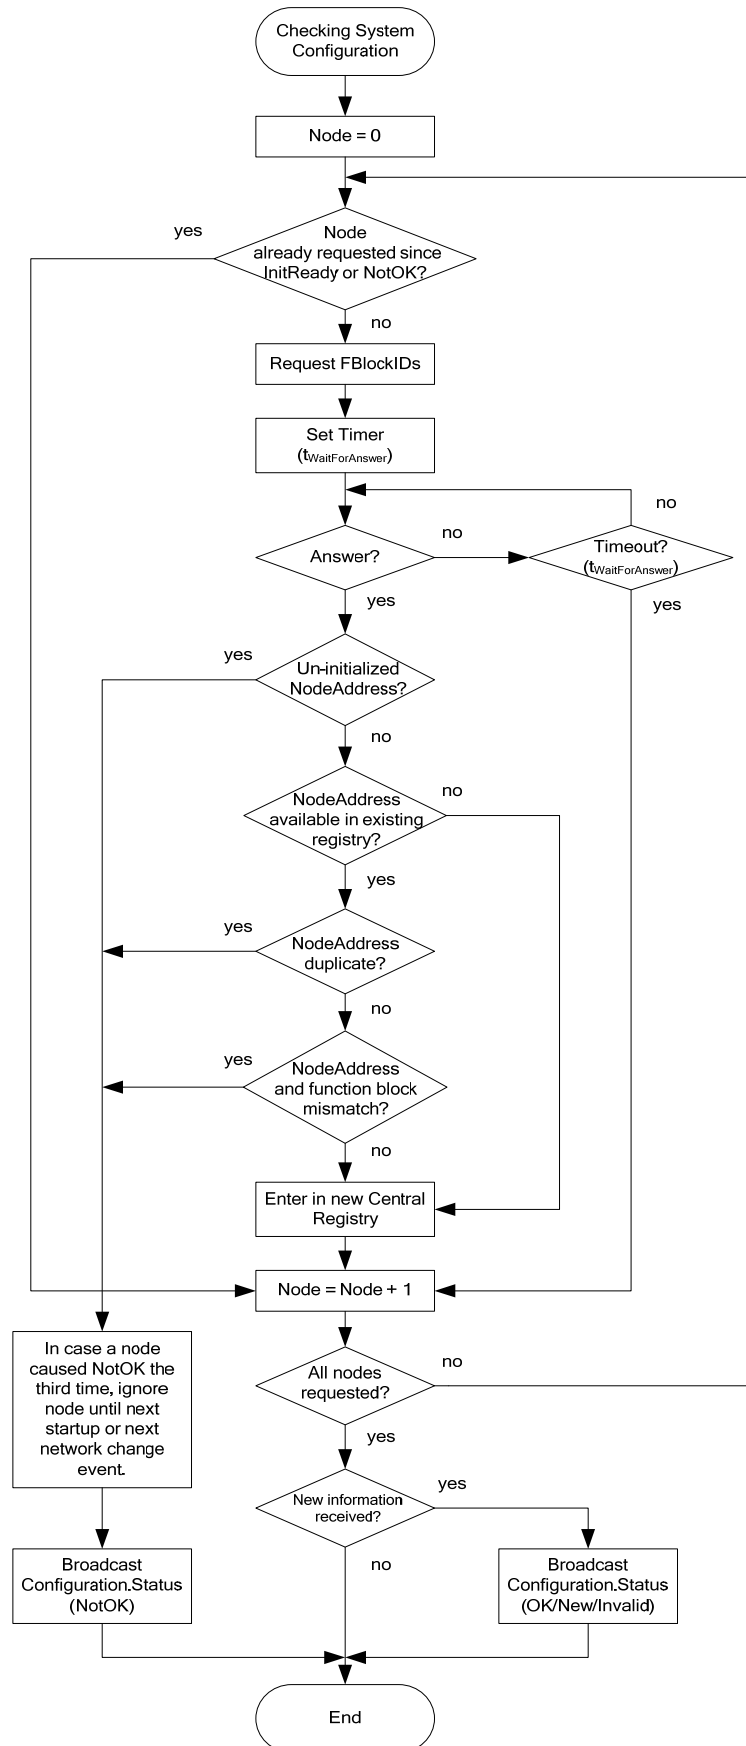 Checking System
Configuration
Node = 0
yes
Node
already requested since
InitReady or NotOK?
no
Request FBlockIDs
Set Timer
(tWaitForAnswer)
no
Answer?
no
Timeout?
(tWaitForAnswer)
yes
yes
yes
Un-initialized
NodeAddress?
no
NodeAddress
available in existing
registry?
no
yes
yes
NodeAddress
duplicate?
no
yes
NodeAddress
and function block
mismatch?
no
Enter in new Central
Registry
Node = Node + 1
In case a node
caused NotOK the
third time, ignore
node until next
startup or next
network change
event.
All nodes
requested?
no
yes
New information
received?
yes
no
Broadcast
Configuration.Status
(NotOK)
Broadcast
Configuration.Status
(OK/New/Invalid)
End